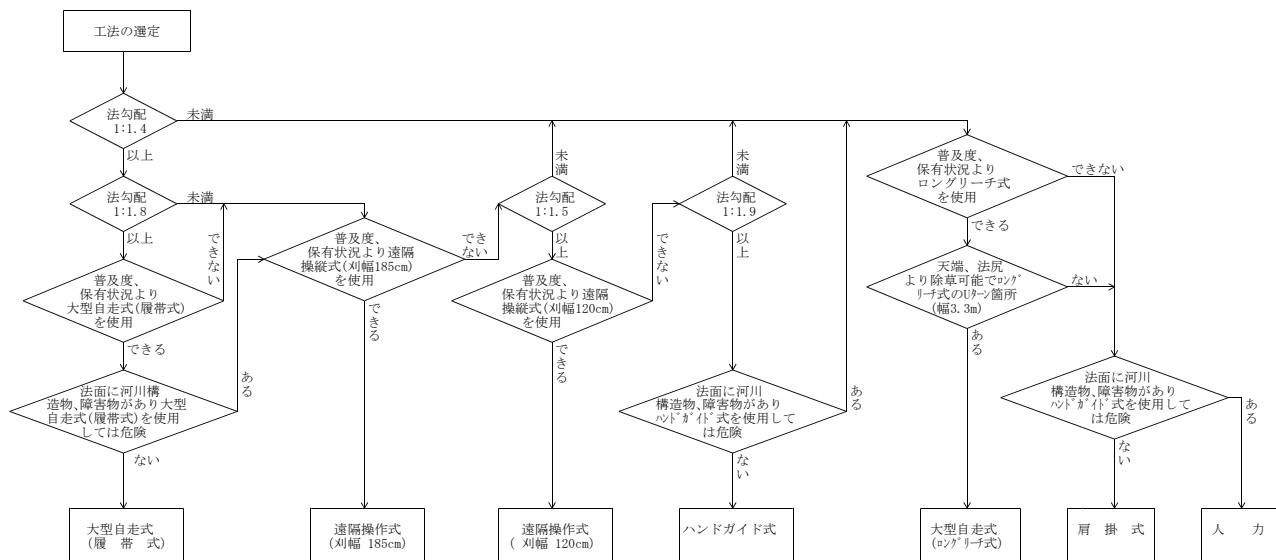 工法の選定
法勾配
1:1.4
未満
以上
法勾配
1:1.8
未満
以上
普及度、
保有状況より
大型自走式(履帯式)
を使用
できない
できる
法面に河川構
造物、障害物があり大型
自走式(履帯式)を使用
しては危険
ある
ない
大型自走式
(履　帯　式)
普及度、
保有状況より遠隔
操縦式(刈幅185cm)
を使用
でき
ない
できる
遠隔操作式
(刈幅 185cm)
未満
法勾配
1:1.5
以上
普及度、
保有状況より遠隔
操縦式(刈幅120cm)
を使用
できない
できる
遠隔操作式
( 刈幅 120cm)
未満
法勾配
1:1.9
以上
法面に河川
構造物、障害物があり
ﾊﾝﾄﾞｶﾞｲﾄﾞ式を使用して
は危険
ある
ない
ハンドガイド式
普及度、
保有状況より
ロングリーチ式
を使用
できない
できる
天端、法尻
より除草可能でﾛﾝｸﾞ
ﾘｰﾁ式のUﾀｰﾝ箇所
(幅3.3m)
ない
ある
大型自走式
(ﾛﾝｸﾞﾘｰﾁ式)
法面に河川
構造物、障害物があり
ﾊﾝﾄﾞｶﾞｲﾄﾞ式を使用して
は危険
ある
ない
肩　掛　式
人　　力